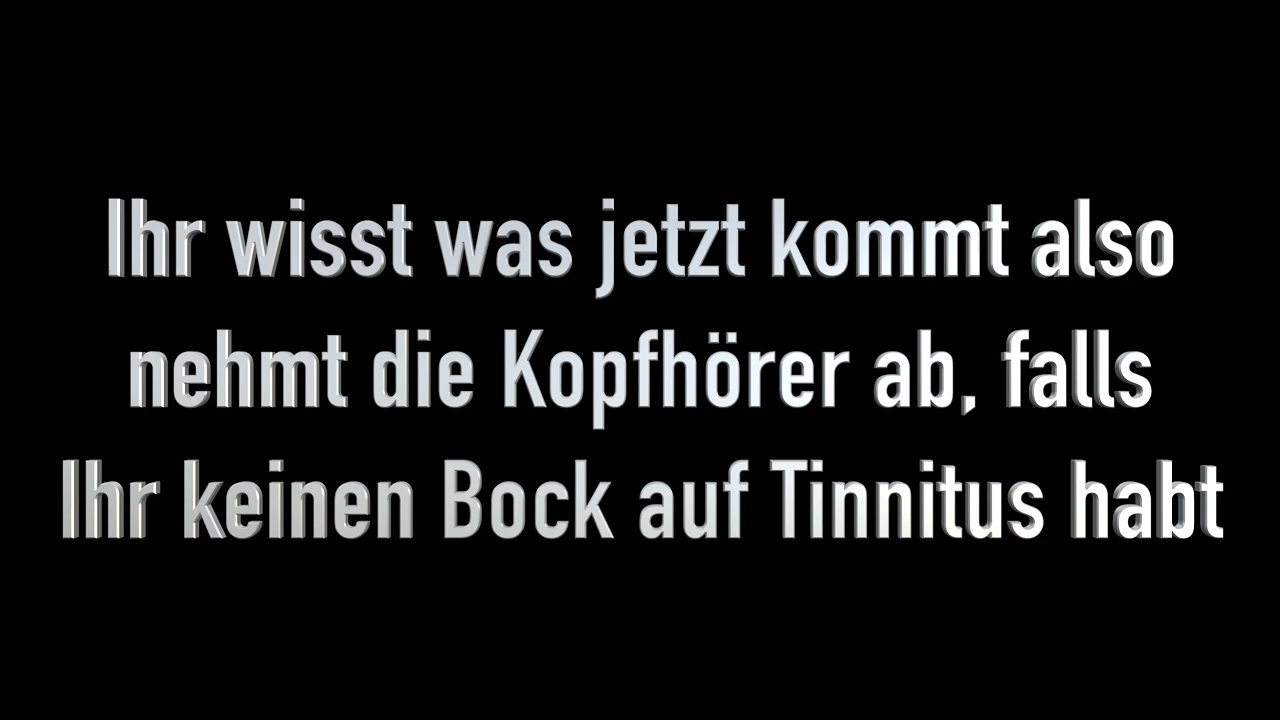 Ihr wisst was jetzt kommt also
nehmt die Kopfhörer ab, falls
Ihr keinen Bock auf Tinnitus habt